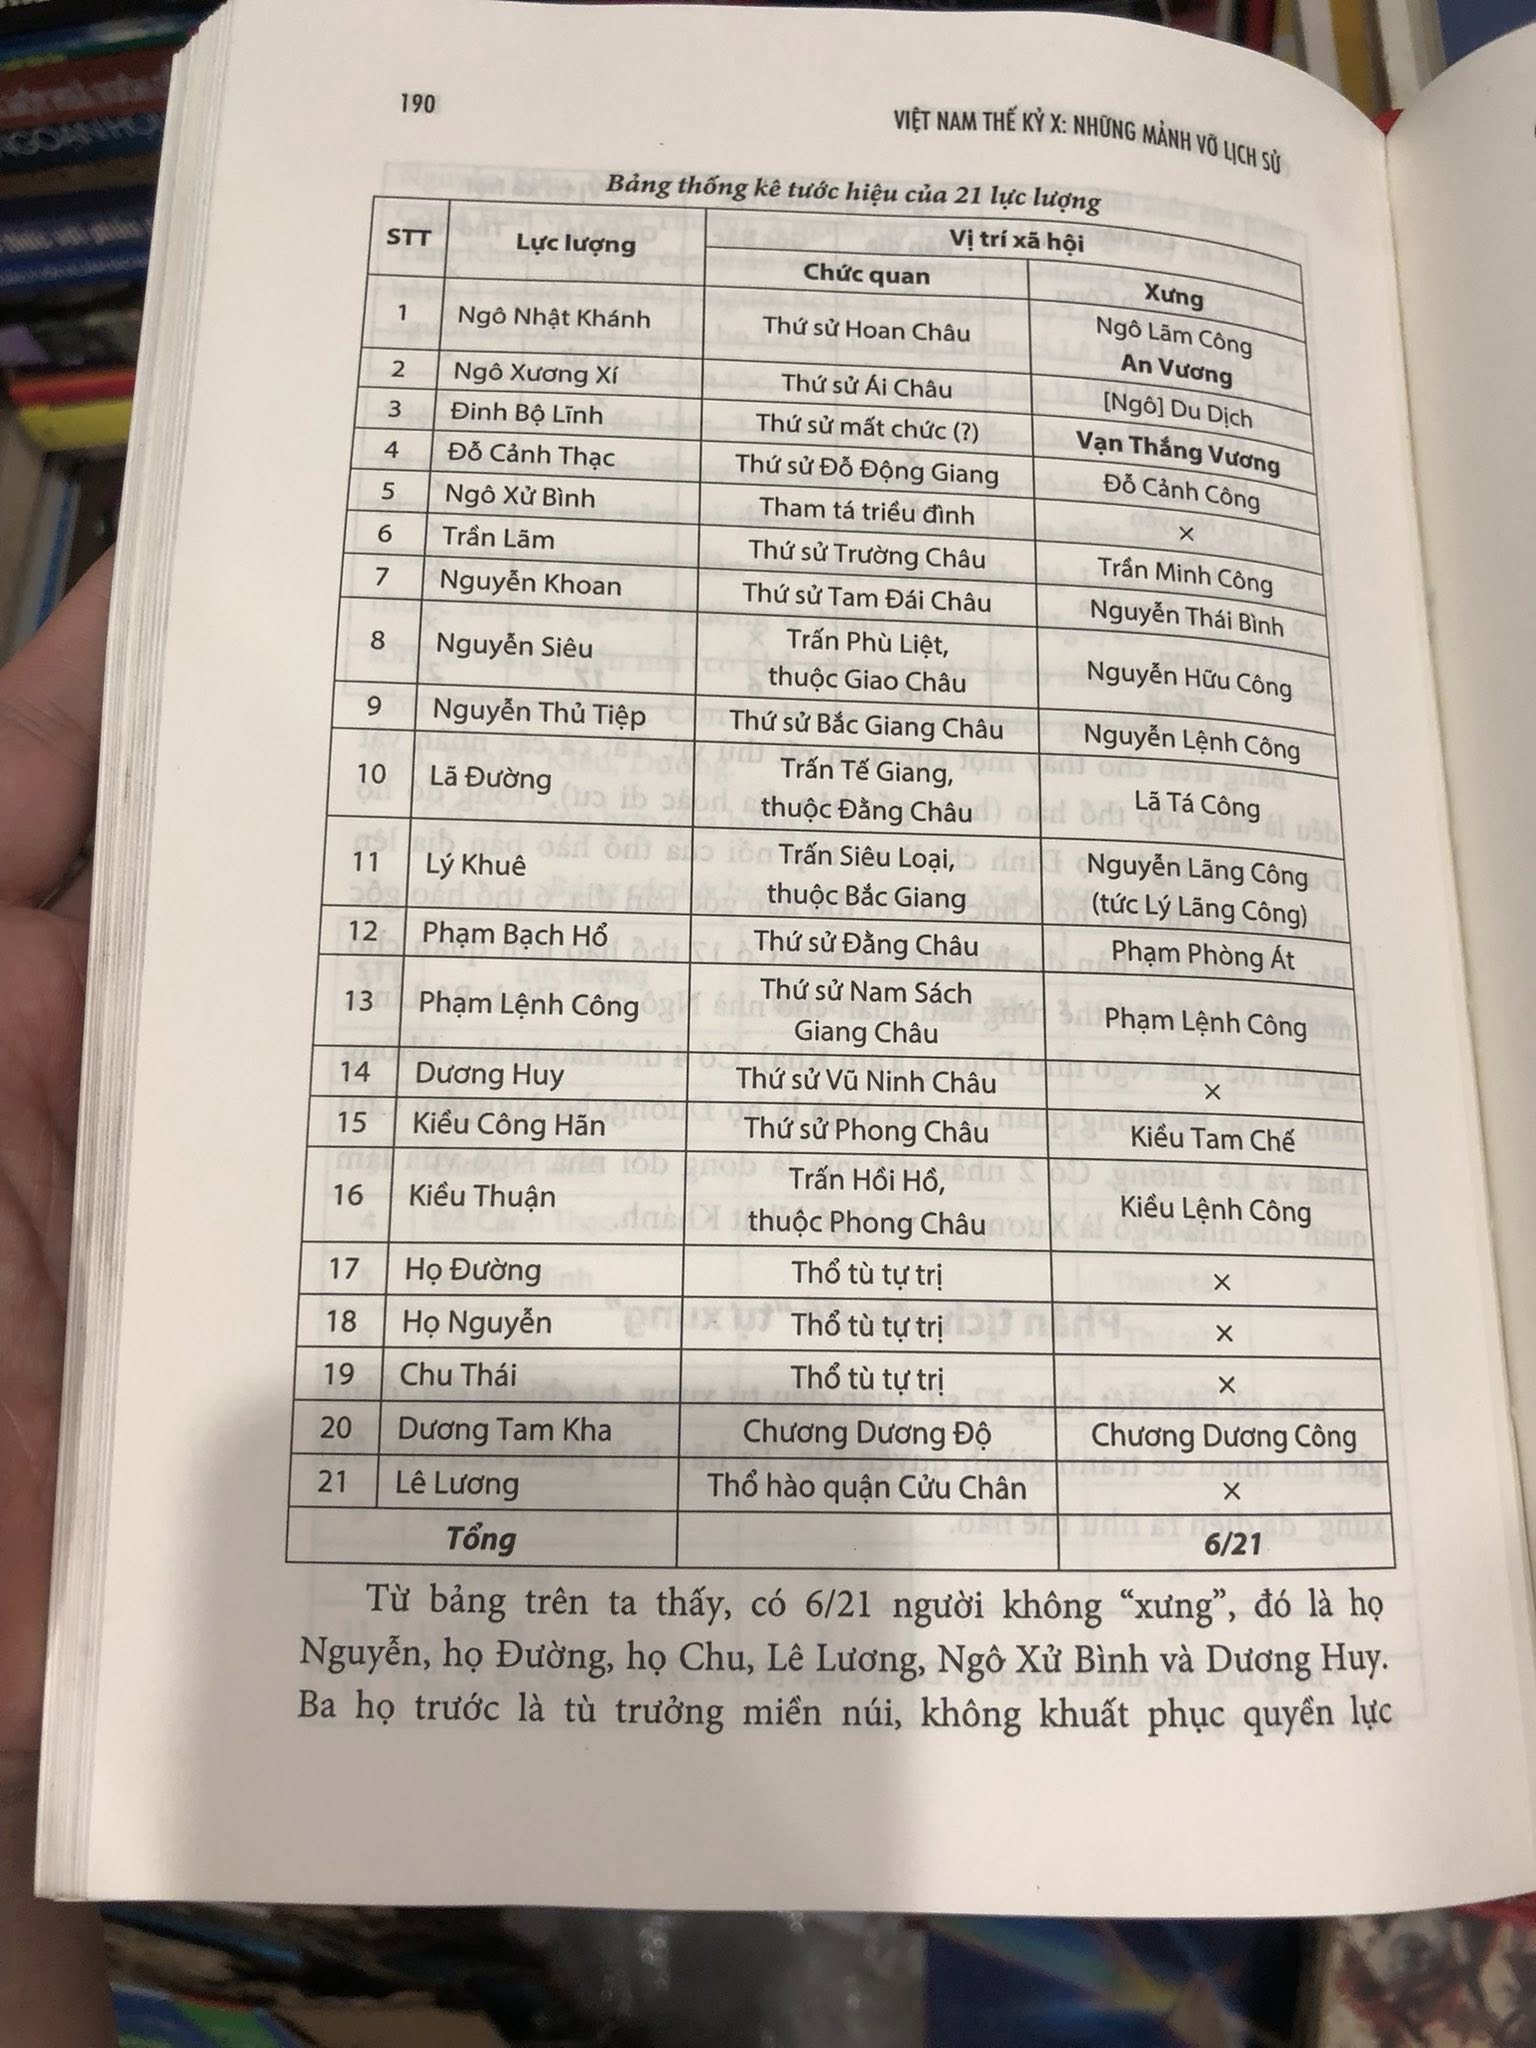 190
VIỆT NAM THẾ KỶ X: NHỮNG MẢNH VỠ LỊCH SỬ
Bảng thống kê tước hiệu của 21 lực lượng
STT Lực lượng Vị trí xã hội
Chức quan Xưng
1 Ngô Nhật Khánh Thứ sử Hoan Châu Ngô Lãm Công
An Vương
2 Ngô Xương Xí Thứ sử Ái Châu [Ngô] Du Dịch
3 Đinh Bộ Lĩnh Thứ sử mất chức (?) Vạn Thắng Vương
4 Đỗ Cảnh Thạc Thứ sử Đỗ Động Giang Đỗ Cảnh Công
5 Ngô Xử Bình Tham tá triều đình ×
6 Trần Lãm Thứ sử Trường Châu Trần Minh Công
7 Nguyễn Khoan Thứ sử Tam Đái Châu Nguyễn Thái Bình
8 Nguyễn Siêu Trấn Phù Liệt,
thuộc Giao Châu Nguyễn Hữu Công
9 Nguyễn Thủ Tiệp Thứ sử Bắc Giang Châu Nguyễn Lệnh Công
10 Lã Đường Trấn Tế Giang,
thuộc Đằng Châu Lã Tá Công
11 Lý Khuê Trấn Siêu Loại, Nguyễn Lãng Công
thuộc Bắc Giang (tức Lý Lãng Công)
12 Phạm Bạch Hổ Thứ sử Đằng Châu Phạm Phòng Át
13 Phạm Lệnh Công Thứ sử Nam Sách
Giang Châu Phạm Lệnh Công
14 Dương Huy Thứ sử Vũ Ninh Châu ×
15 Kiều Công Hãn Thứ sử Phong Châu Kiều Tam Chế
16 Kiều Thuận Trấn Hồi Hồ,
thuộc Phong Châu Kiều Lệnh Công
17 Họ Đường Thổ tù tự trị ×
18 Họ Nguyễn Thổ tù tự trị ×
19 Chu Thái Thổ tù tự trị ×
20 Dương Tam Kha Chương Dương Độ Chương Dương Công
21 Lê Lương Thổ hào quận Cửu Chân ×
Tổng 6/21
Từ bảng trên ta thấy, có 6/21 người không “xưng”, đó là họ
Nguyễn, họ Đường, họ Chu, Lê Lương, Ngô Xử Bình và Dương Huy.
Ba họ trước là tù trưởng miền núi, không khuất phục quyền lực